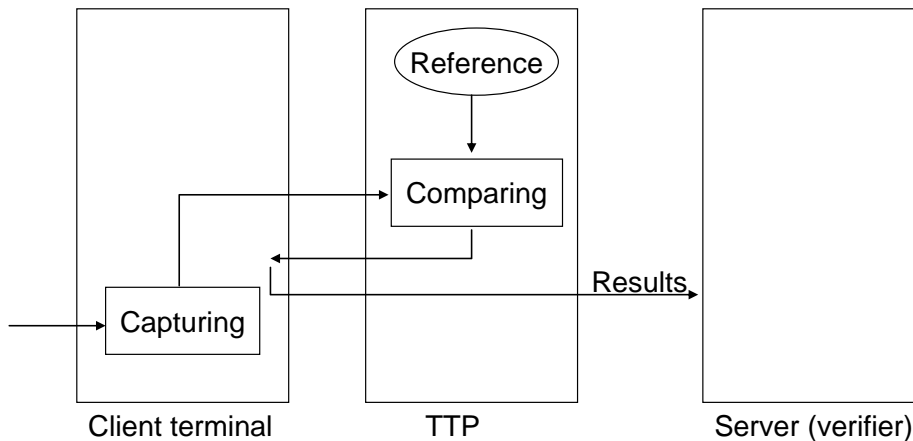 Reference
Comparing
Results
Capturing
Client terminal
TTP
Server (verifier)